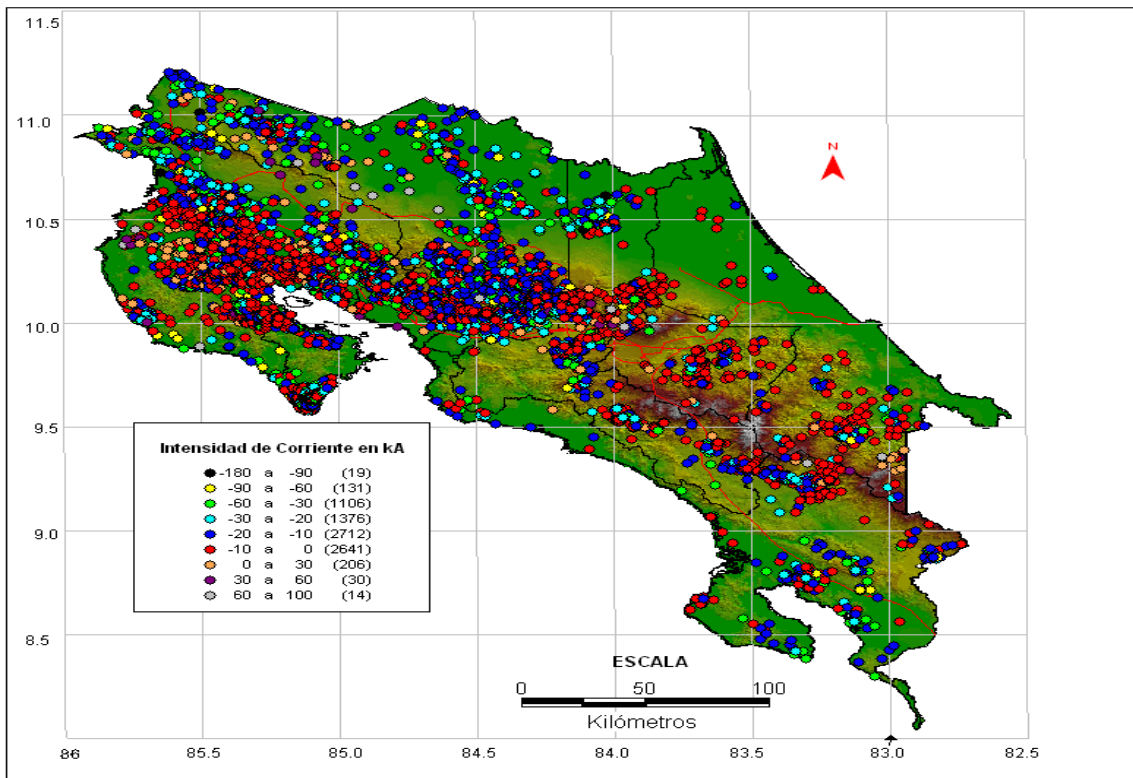 11.5
11.0
10.5
10.0
9.5
9.0
8.5
N
Intensidad de Corriente en kA
-180 a -90 (19)
-90 a -60 (131)
-60 a -30 (1106)
-30 a -20 (1376)
-20 a -10 (2712)
-10 a 0 (2641)
0 a 30 (206)
30 a 60 (30)
60 a 100 (14)
ESCALA
0 50 100
Kilómetros
86 85.5 85.0 84.5 84.0 83.5 83.0 82.5